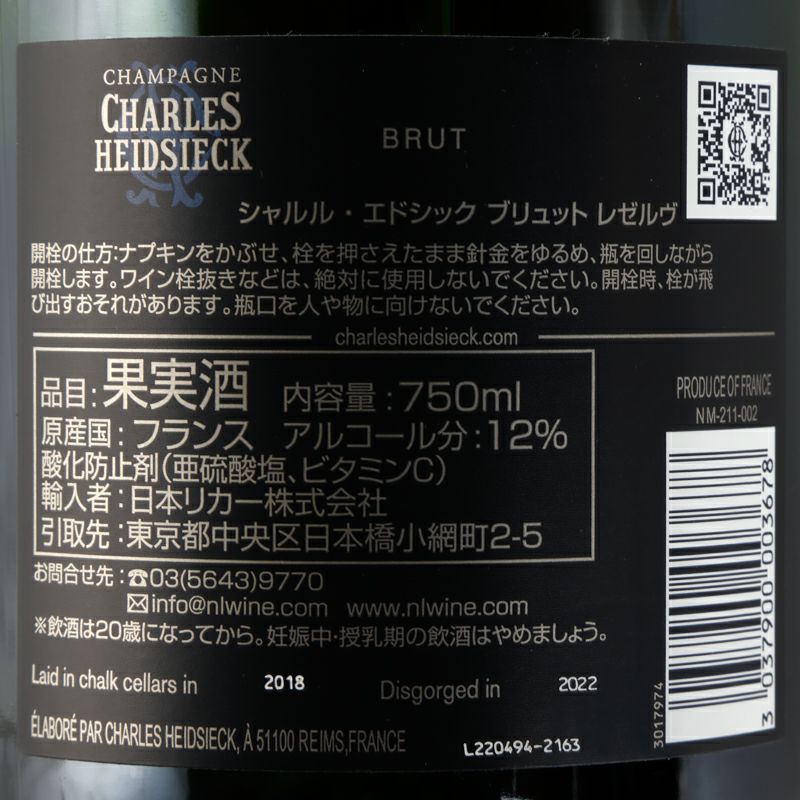 CHAMPAGNE
CHARLES
HEIDSIECK
BRUT
シャルル・エドシック ブリュット レゼルヴ
開栓の仕方:ナプキンをかぶせ、栓を押さえたまま針金をゆるめ、瓶を回しながら
開栓します。ワイン栓抜きなどは、絶対に使用しないでください。開栓時、栓が飛
び出すおそれがあります。瓶口を人や物に向けないでください。
charlesheidsieck.com
品目:果実酒 内容量:750ml
原産国:フランス アルコール分:12%
酸化防止剤(亜硫酸塩、ビタミンC)
輸入者:日本リカー株式会社
引取先:東京都中央区日本橋小網町2-5
お問合せ先:☎03(5643)9770
✉info@nlwine.com www.nlwine.com
※飲酒は20歳になってから。妊娠中・授乳期の飲酒はやめましょう。
Laid in chalk cellars in 2018 Disgorged in 2022
ÉLABORÉ PAR CHARLES HEIDSIECK, À 51100 REIMS,FRANCE
L220494-2163
PRODUCE OF FRANCE
NM-211-002
3 037900 003678
3017974